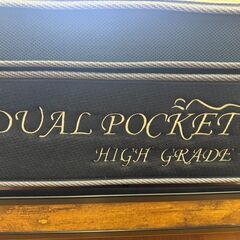 DUAL POCKET
HIGH GRADE